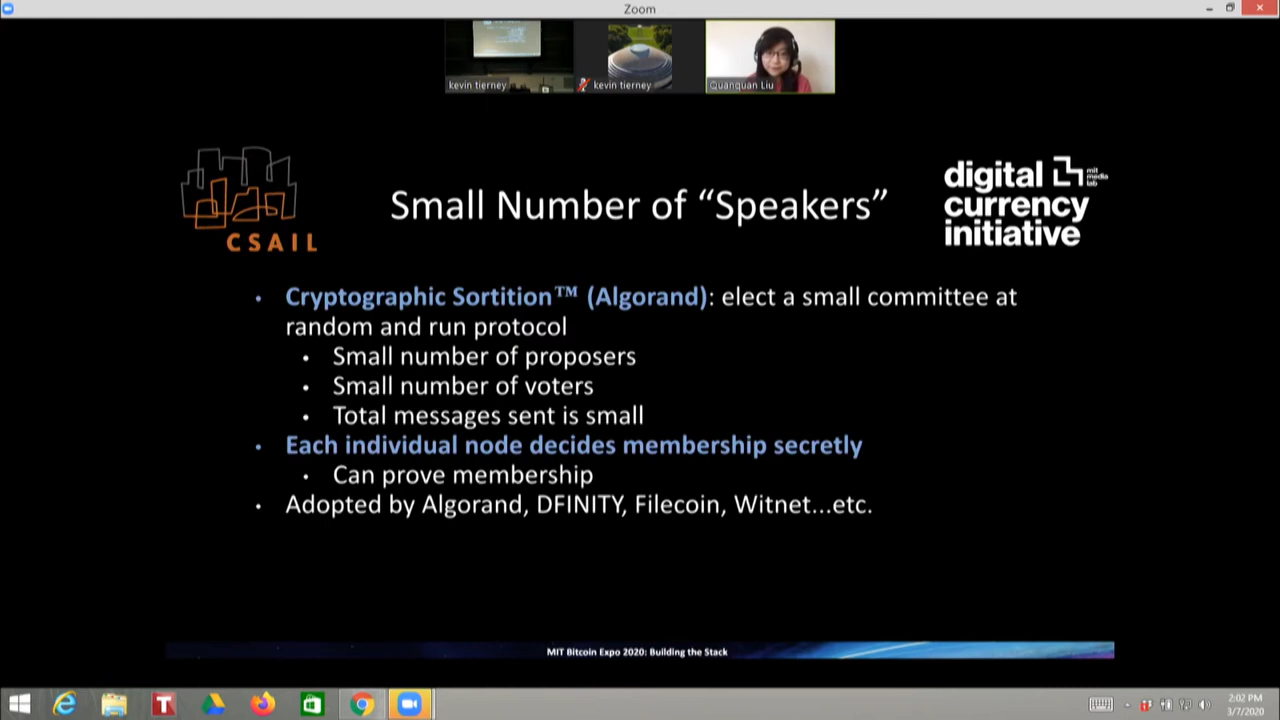 Zoom
kevin tierney
kevin tierney
Quanquan Liu
CSAIL
Small Number of “Speakers”
digital
mit
media
lab
currency
initiative
• Cryptographic Sortition™ (Algorand): elect a small committee at
random and run protocol
• Small number of proposers
• Small number of voters
• Total messages sent is small
• Each individual node decides membership secretly
• Can prove membership
• Adopted by Algorand, DFINITY, Filecoin, Witnet...etc.
MIT Bitcoin Expo 2020: Building the Stack
T
2:02 PM
3/7/2020